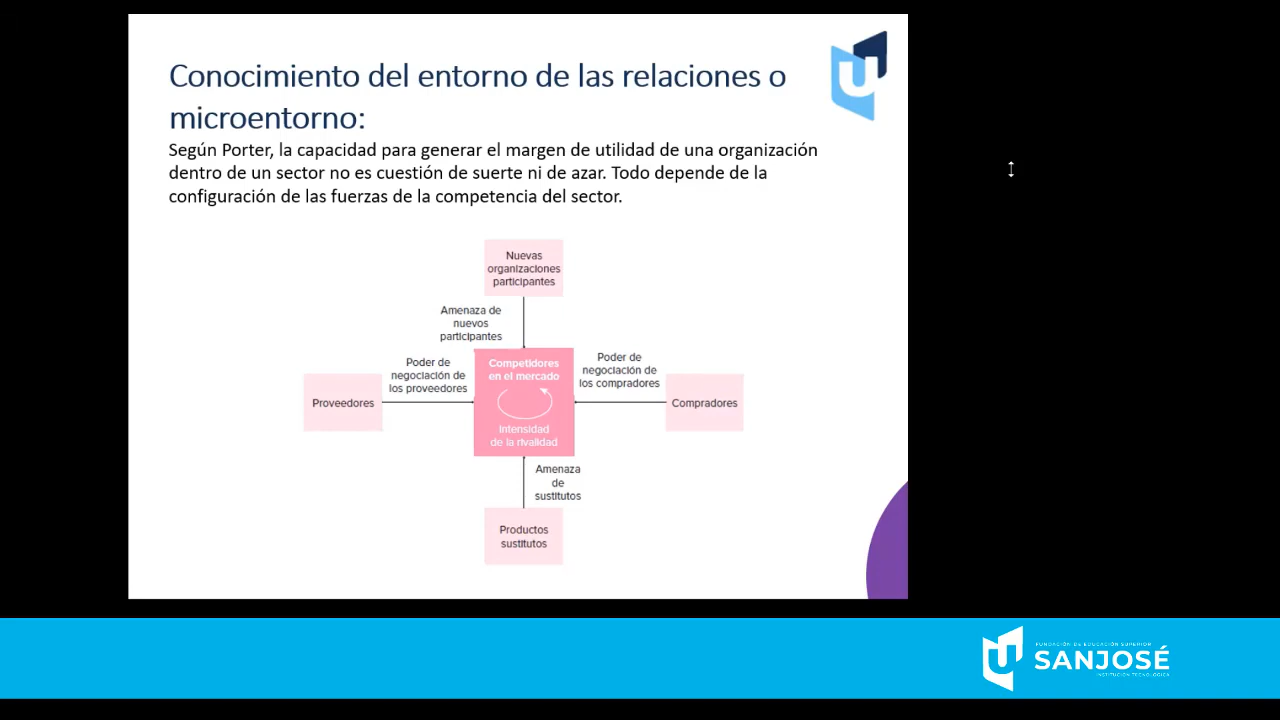 Conocimiento del entorno de las relaciones o
microentorno:
Según Porter, la capacidad para generar el margen de utilidad de una organización
dentro de un sector no es cuestión de suerte ni de azar. Todo depende de la
configuración de las fuerzas de la competencia del sector.
Nuevas
organizaciones
participantes
Amenaza de
nuevos
participantes
Poder de
negociación de
los proveedores
Competidores
en el mercado
Poder de
negociación de
los compradores
Proveedores
Compradores
Intensidad
de la rivalidad
Amenaza
de
sustitutos
Productos
sustitutos
FUNDACIÓN DE EDUCACIÓN SUPERIOR
SANJOSÉ
INSTITUCIÓN TECNOLÓGICA